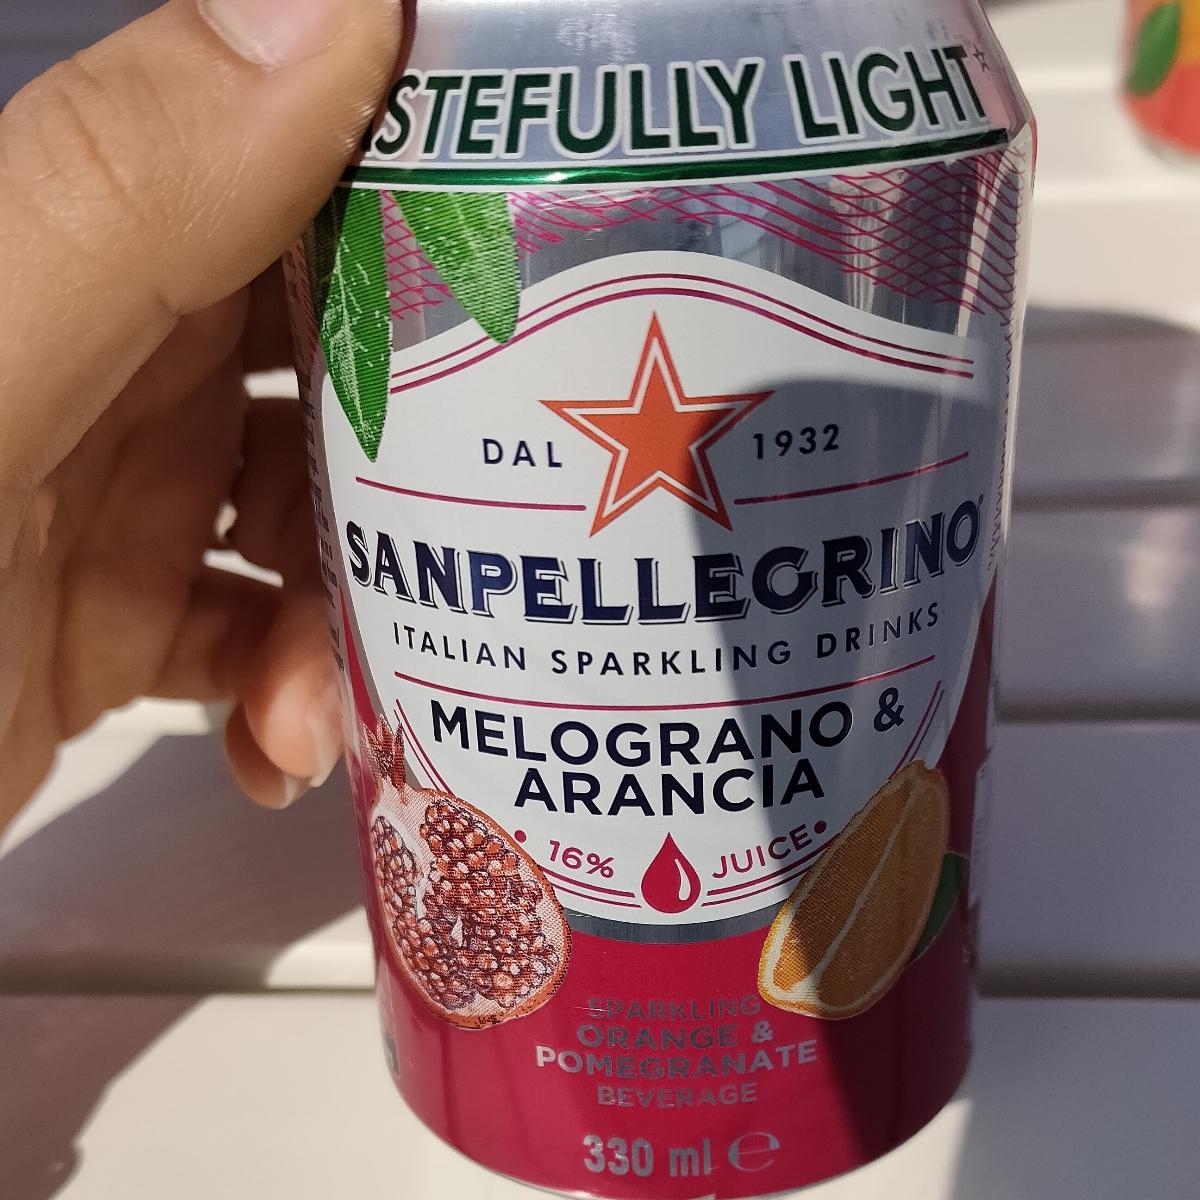 STEFULLY LIGHT*
DAL 1932
SANPELLEGRINO
ITALIAN SPARKLING DRINKS
MELOGRANO &
ARANCIA
• 16% JUICE •
SPARKLING
ORANGE &
POMEGRANATE
BEVERAGE
330 ml ℮